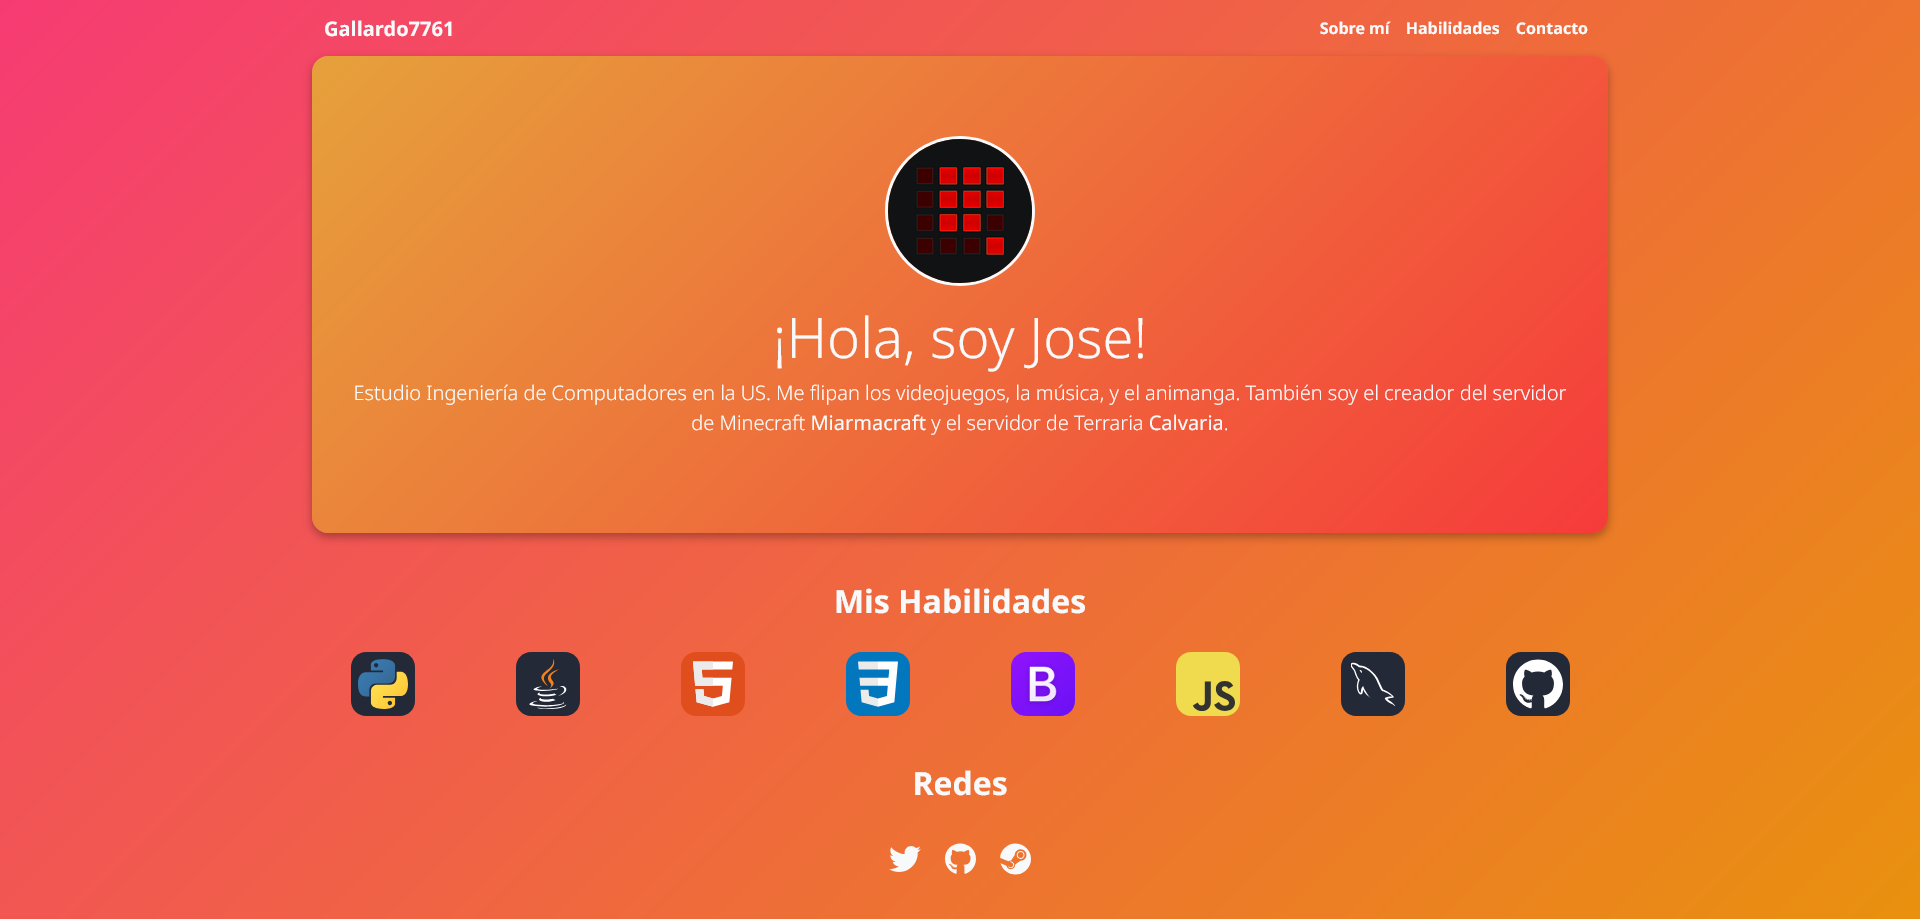 Gallardo7761
Sobre mí Habilidades Contacto
¡Hola, soy Jose!
Estudio Ingeniería de Computadores en la US. Me flipan los videojuegos, la música, y el animanga. También soy el creador del servidor
de Minecraft Miarmacraft y el servidor de Terraria Calvaria.
Mis Habilidades
B
JS
Redes